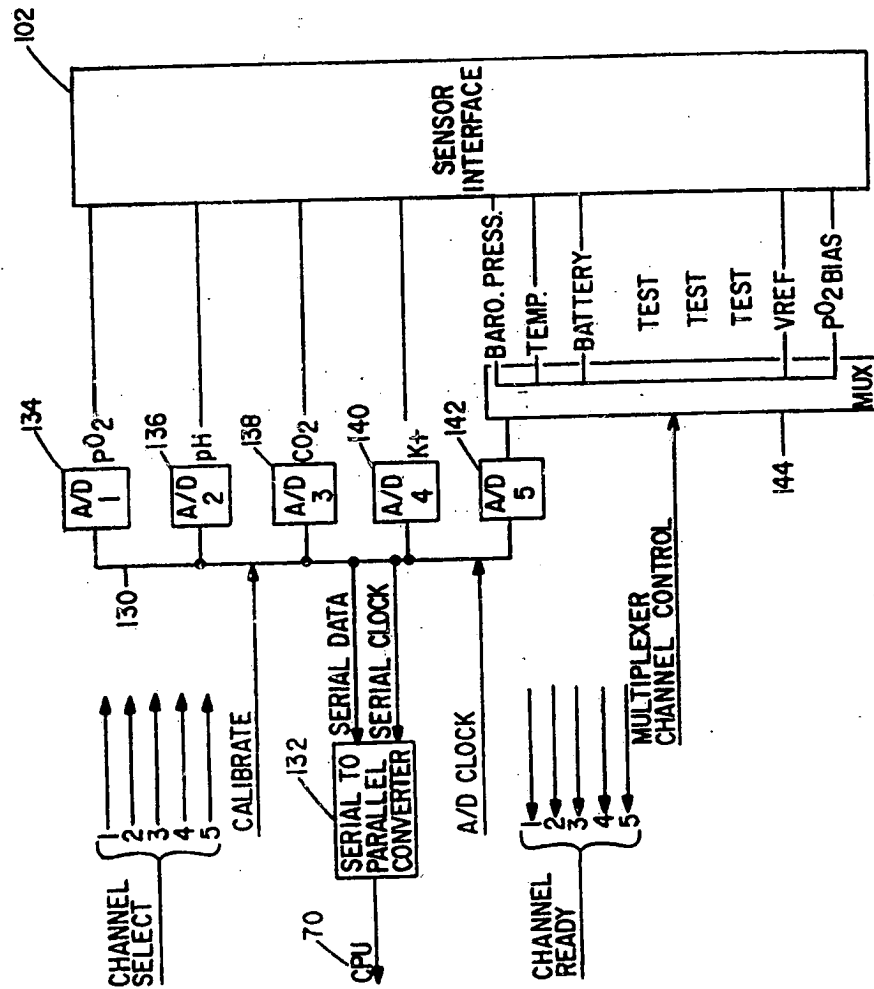 102
SENSOR
INTERFACE
134
A/D
1
PO2
136
A/D
2
pH
138
A/D
3
CO2
140
A/D
4
K+
142
A/D
5
BARO. PRESS.
TEMP.
BATTERY
TEST
TEST
TEST
VREF
PO2 BIAS
MUX
144
130
CHANNEL
SELECT
1
2
3
4
5
CALIBRATE
SERIAL DATA
SERIAL CLOCK
132
SERIAL TO
PARALLEL
CONVERTER
70
CPU
A/D CLOCK
CHANNEL
READY
1
2
3
4
5
MULTIPLEXER
CHANNEL CONTROL